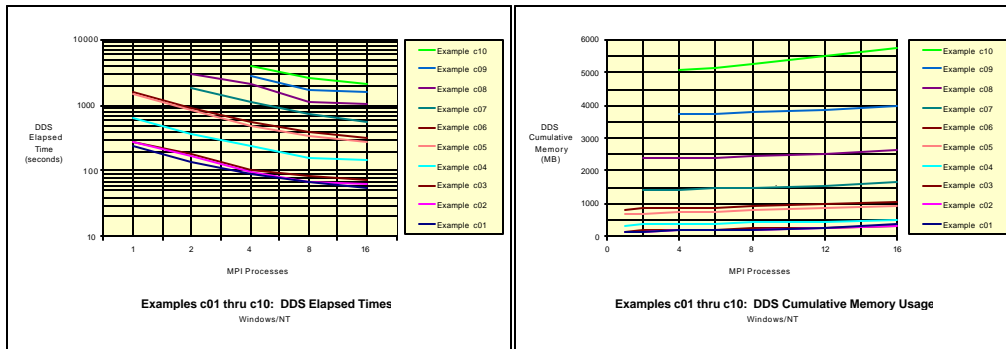 10000
1000
100
10
DDS
Elapsed
Time
(seconds)
1 2 4 8 16
MPI Processes
Example c10
Example c09
Example c08
Example c07
Example c06
Example c05
Example c04
Example c03
Example c02
Example c01
Examples c01 thru c10: DDS Elapsed Times
Windows/NT
6000
5000
4000
3000
2000
1000
0
DDS
Cumulative
Memory
(MB)
0 4 8 12 16
MPI Processes
Example c10
Example c09
Example c08
Example c07
Example c06
Example c05
Example c04
Example c03
Example c02
Example c01
Examples c01 thru c10: DDS Cumulative Memory Usage
Windows/NT